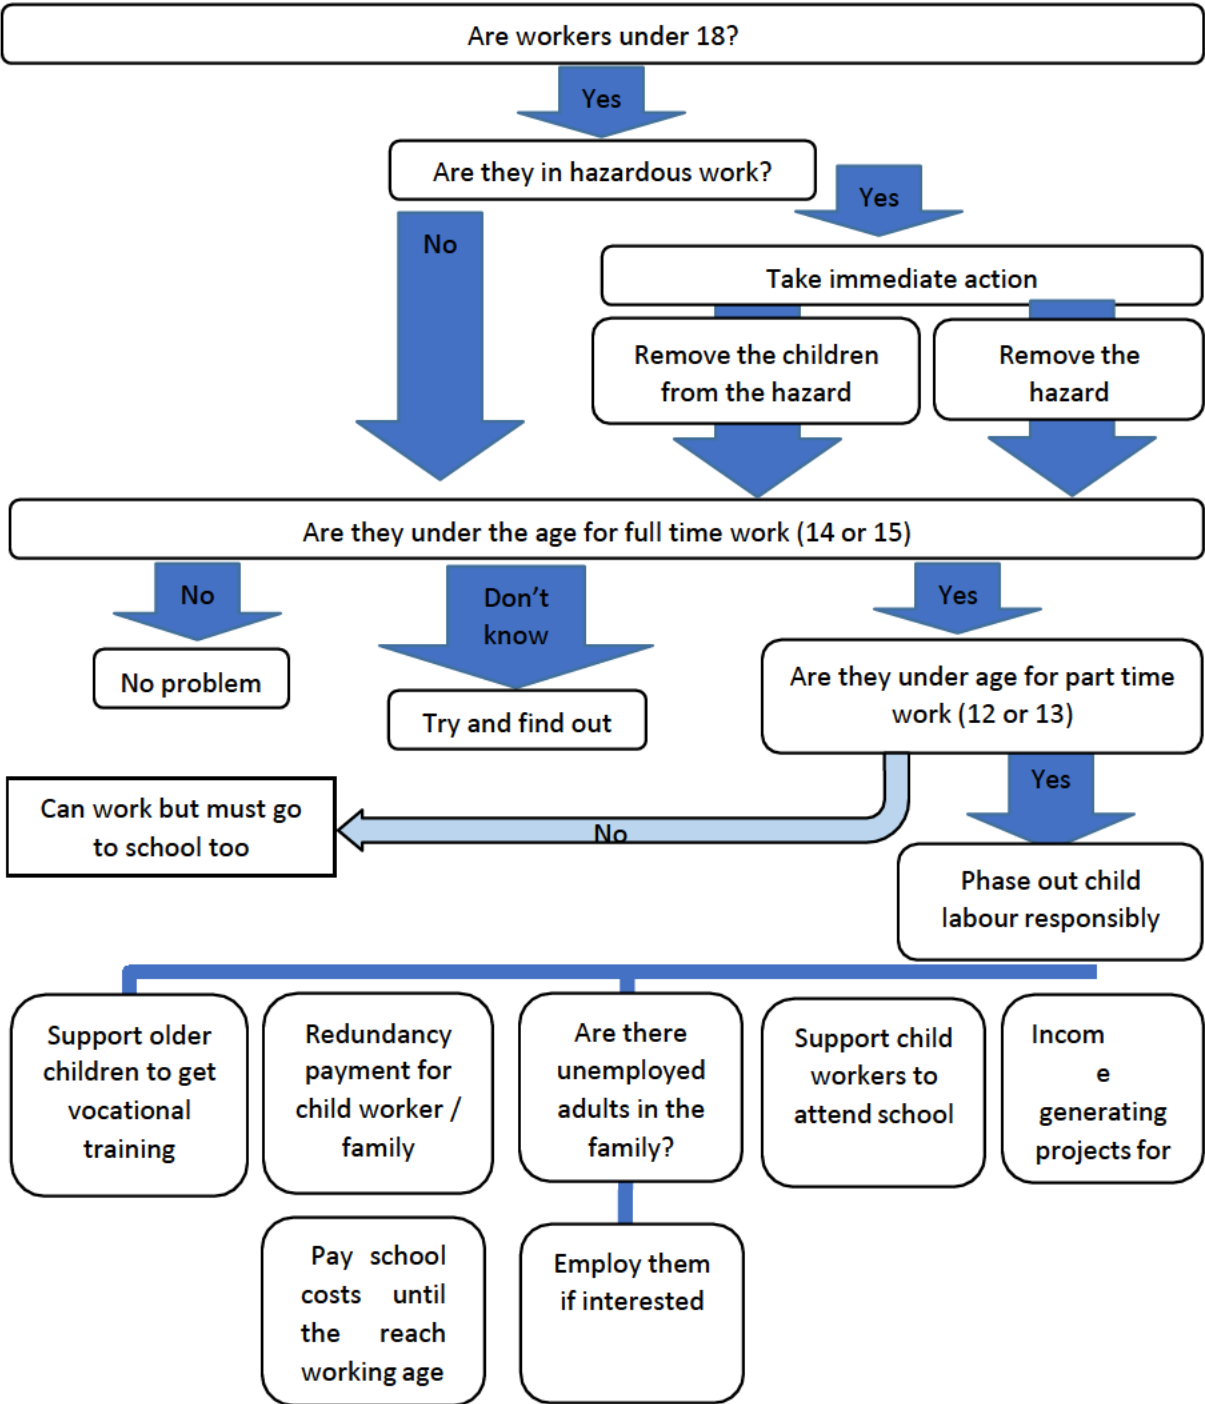 Are workers under 18?
Yes
Are they in hazardous work?
Yes
No
Take immediate action
Remove the children
from the hazard
Remove the
hazard
Are they under the age for full time work (14 or 15)
No
Don't
know
Yes
No problem
Try and find out
Are they under age for part time
work (12 or 13)
Can work but must go
to school too
No
Yes
Phase out child
labour responsibly
Support older
children to get
vocational
training
Redundancy
payment for
child worker /
family
Are there
unemployed
adults in the
family?
Support child
workers to
attend school
Incom
e
generating
projects for
Pay school
costs until
the reach
working age
Employ them
if interested